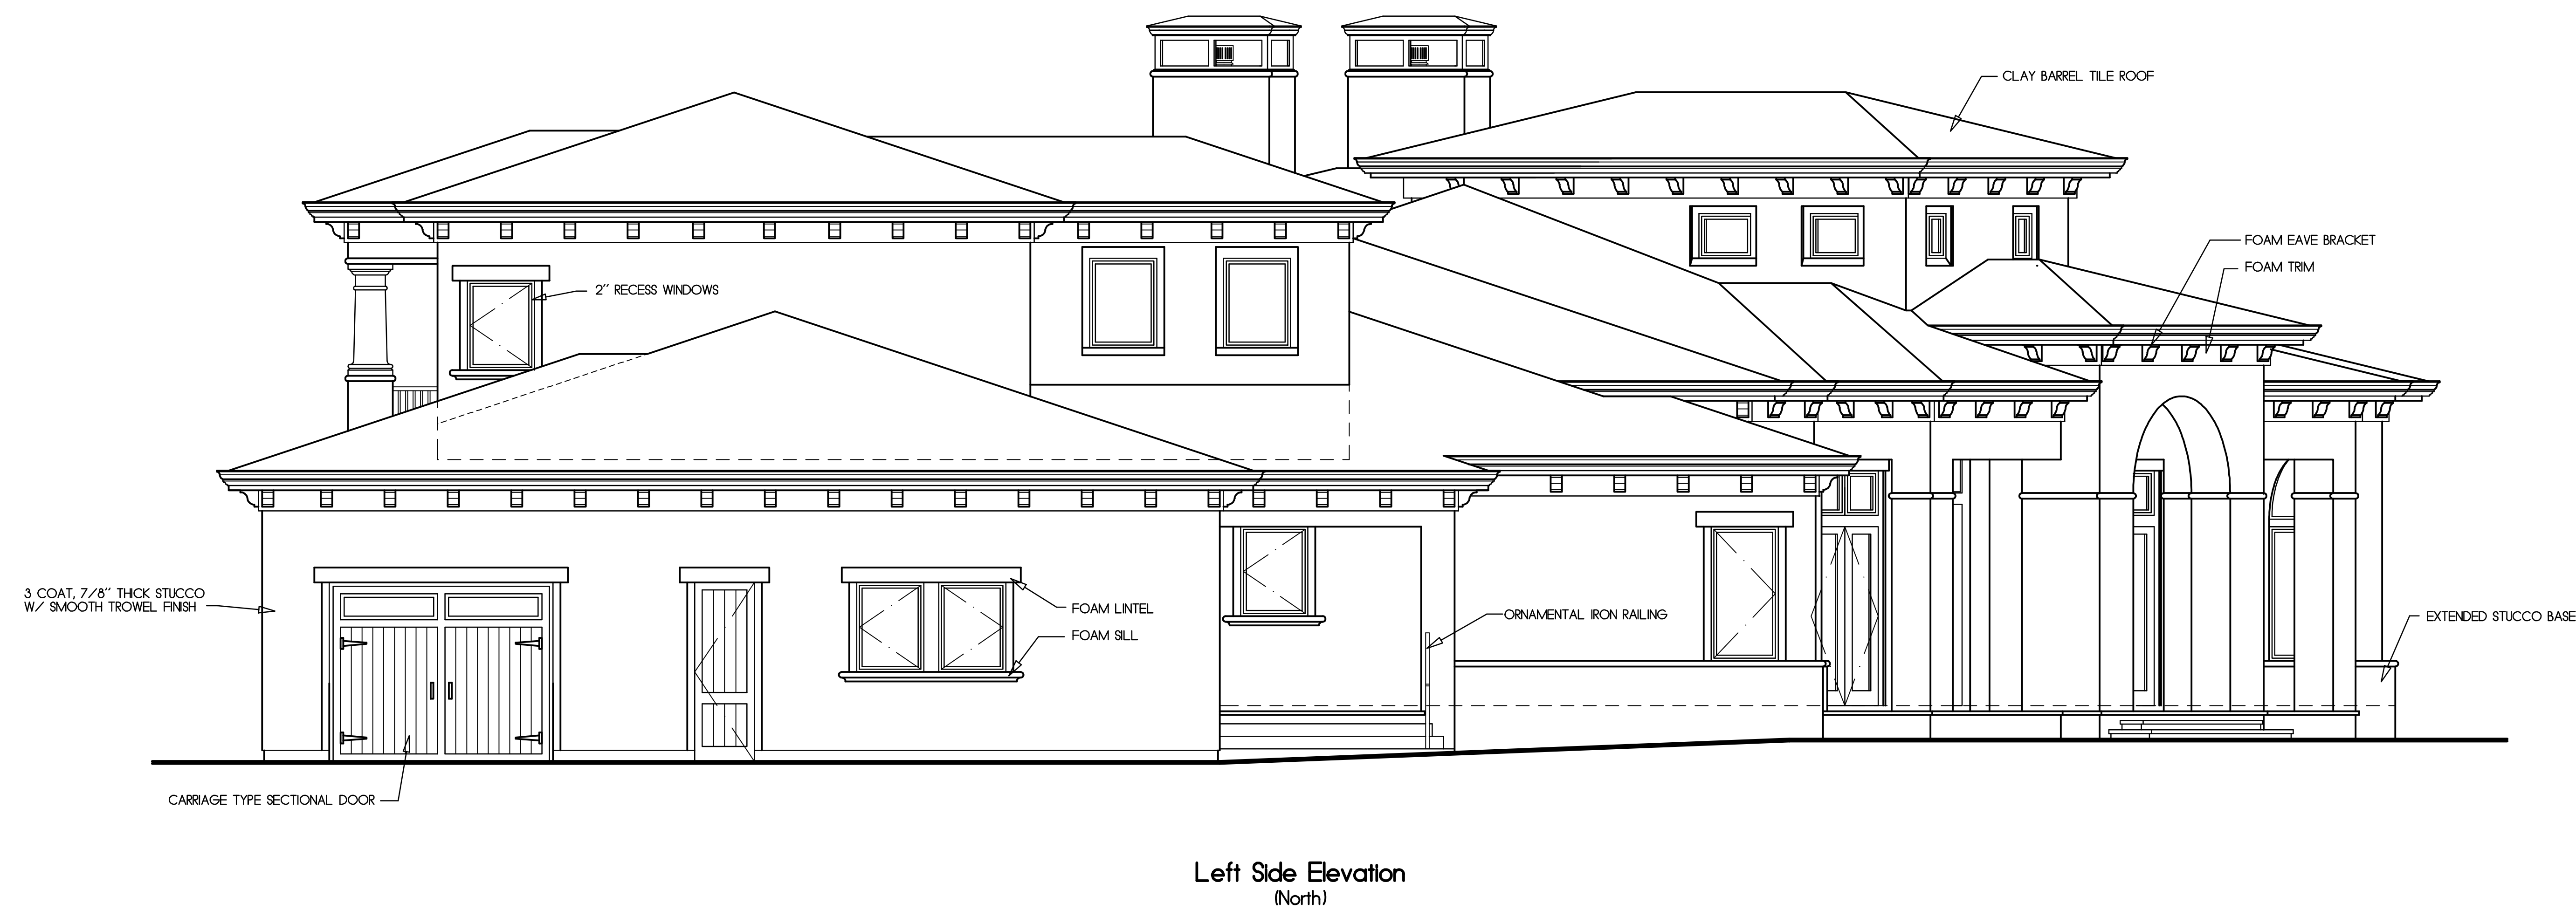 CLAY BARREL TILE ROOF
FOAM EAVE BRACKET
FOAM TRIM
2" RECESS WINDOWS
3 COAT, 7/8" THICK STUCCO
W/ SMOOTH TROWEL FINISH
FOAM LINTEL
FOAM SILL
ORNAMENTAL IRON RAILING
EXTENDED STUCCO BASE
CARRIAGE TYPE SECTIONAL DOOR
Left Side Elevation
(North)